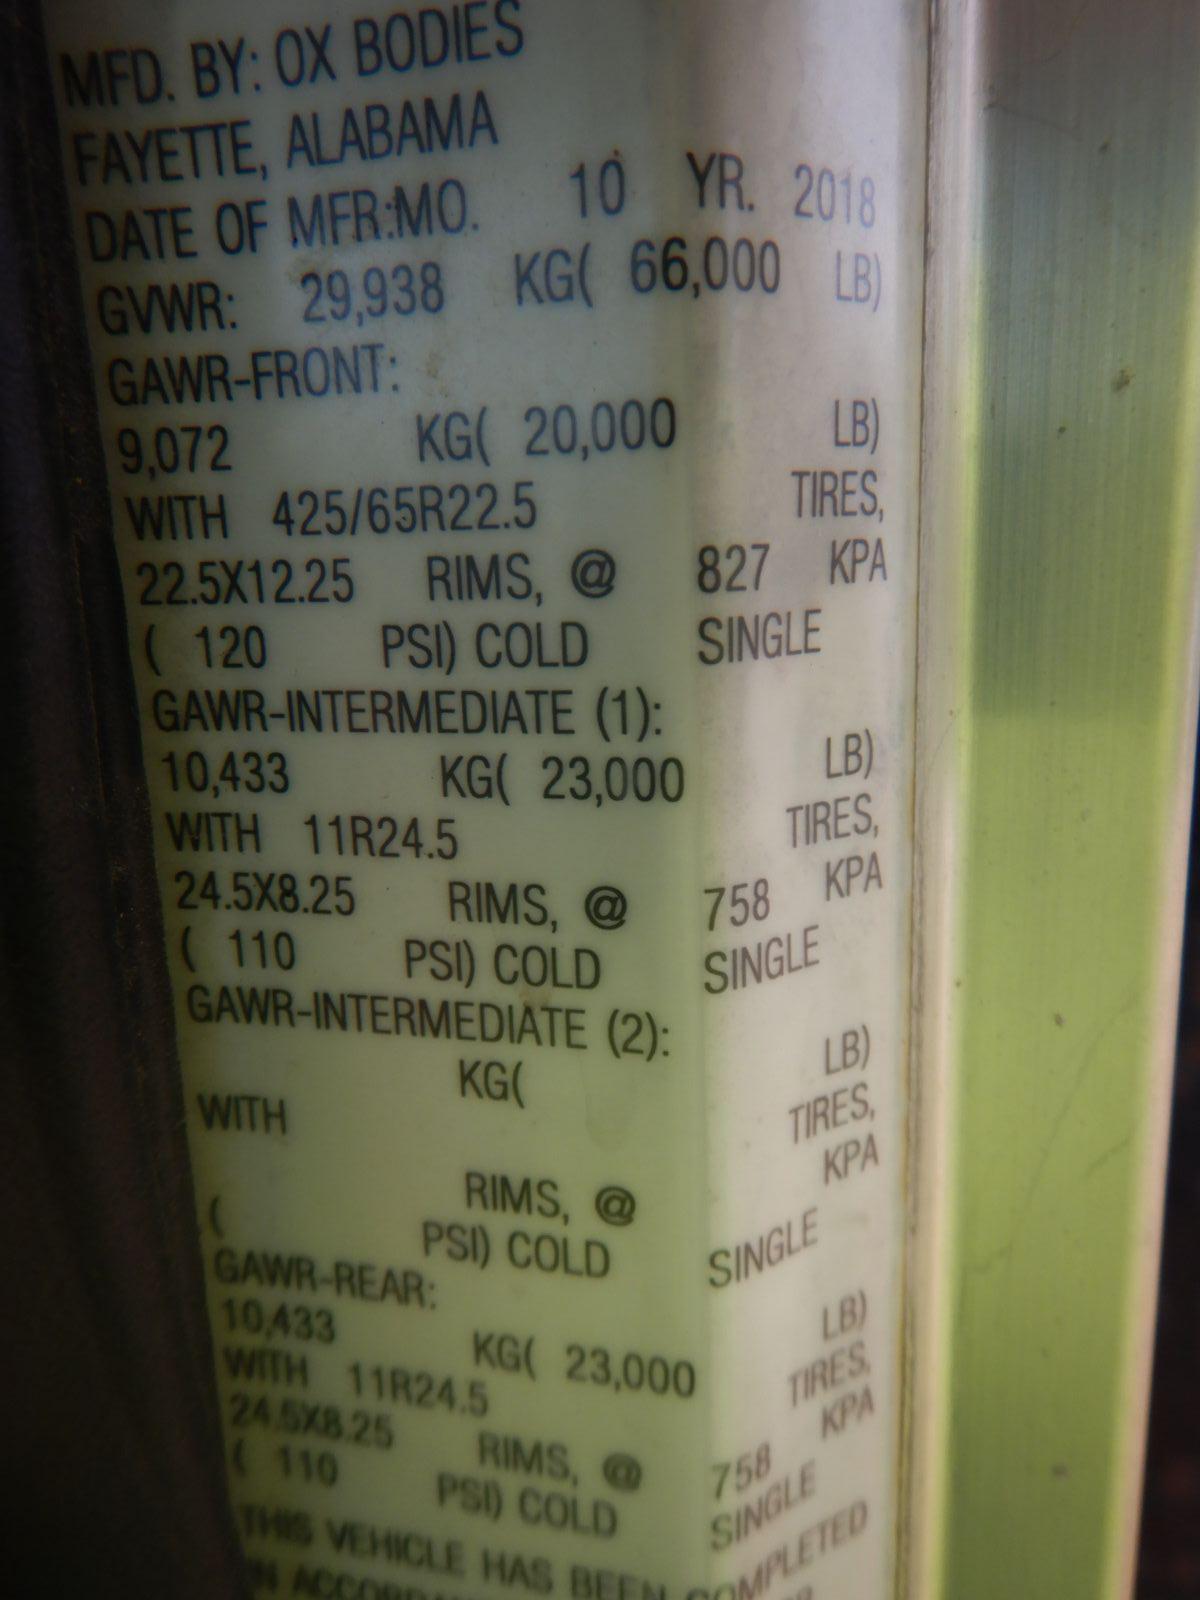 MFD. BY: OX BODIES
FAYETTE, ALABAMA
DATE OF MFR:MO. 10 YR. 2018
GVWR: 29,938 KG( 66,000 LB)
GAWR-FRONT:
9,072 KG( 20,000 LB)
WITH 425/65R22.5 TIRES,
22.5X12.25 RIMS, @ 827 KPA
( 120 PSI) COLD SINGLE
GAWR-INTERMEDIATE (1):
10,433 KG( 23,000 LB)
WITH 11R24.5 TIRES,
24.5X8.25 RIMS, @ 758 KPA
( 110 PSI) COLD SINGLE
GAWR-INTERMEDIATE (2):
KG( LB)
WITH TIRES,
RIMS, @ KPA
( PSI) COLD SINGLE
GAWR-REAR:
10,433 KG( 23,000 LB)
WITH 11R24.5 TIRES,
24.5X8.25 RIMS, @ 758 KPA
( 110 PSI) COLD SINGLE
THIS VEHICLE HAS BEEN COMPLETED
IN